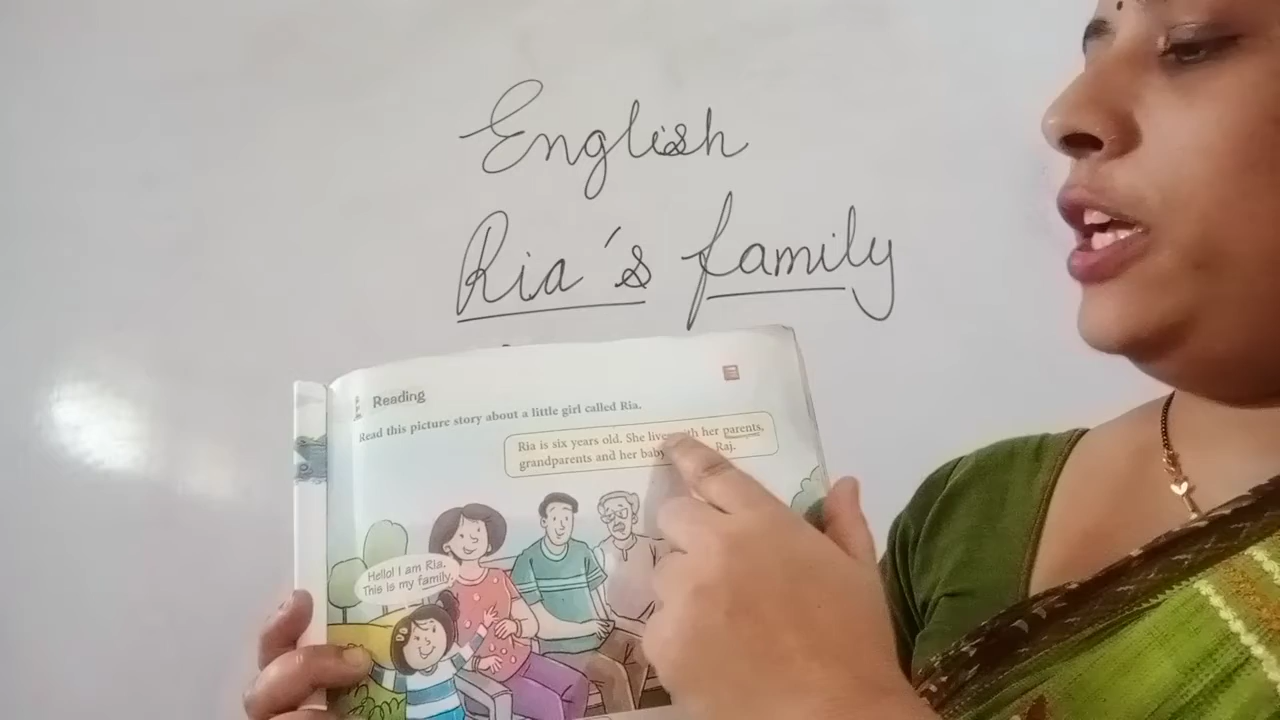 English
Ria's family
Reading
Read this picture story about a little girl called Ria.
Ria is six years old. She lives with her parents,
grandparents and her baby Raj.
Hello! I am Ria.
This is my family.